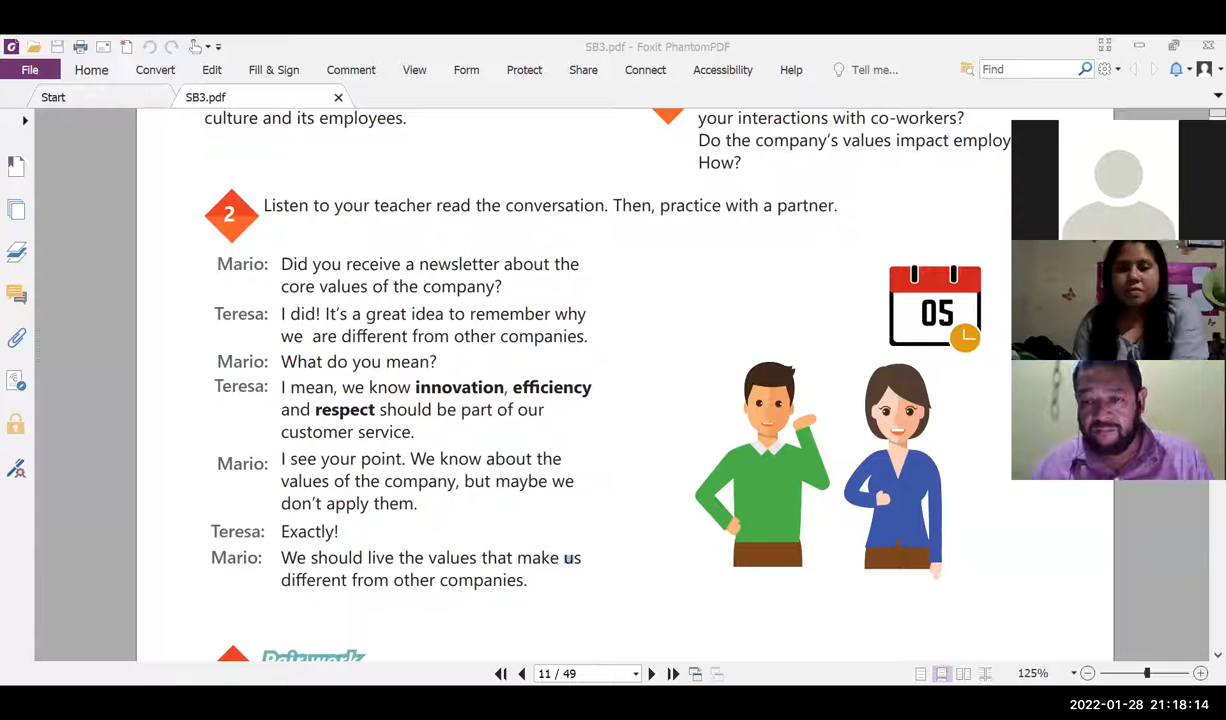 SB3.pdf - Foxit PhantomPDF
File Home Convert Edit Fill & Sign Comment View Form Protect Share Connect Accessibility Help Tell me... Find
Start SB3.pdf
culture and its employees.
your interactions with co-workers?
Do the company's values impact employ
How?
2 Listen to your teacher read the conversation. Then, practice with a partner.
Mario: Did you receive a newsletter about the
core values of the company?
Teresa: I did! It's a great idea to remember why
we are different from other companies.
Mario: What do you mean?
Teresa: I mean, we know innovation, efficiency
and respect should be part of our
customer service.
Mario: I see your point. We know about the
values of the company, but maybe we
don't apply them.
Teresa: Exactly!
Mario: We should live the values that make us
different from other companies.
05
Pair work
11 / 49
125%
2022-01-28 21:18:14